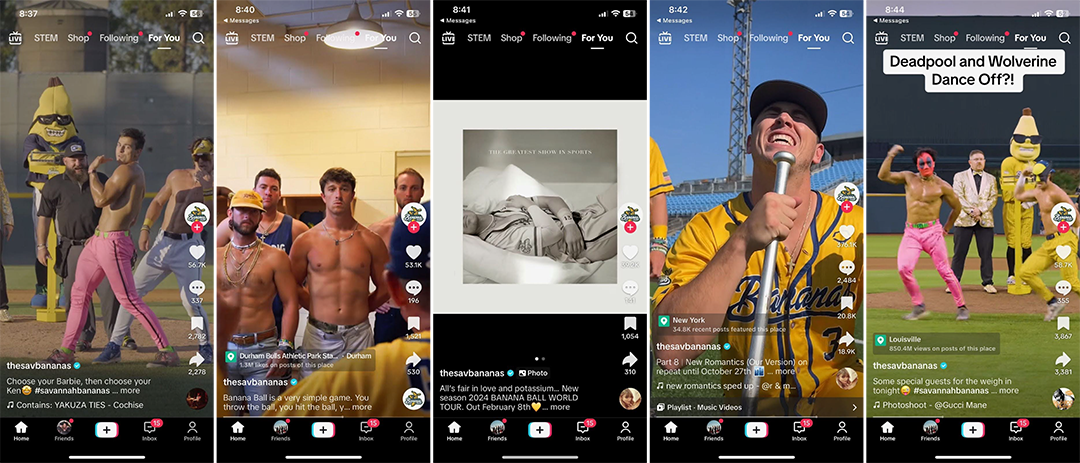 8:37
58
LIVE
STEM
Shop
Following
For You
56.7K
337
2,782
2,278
thesavbananas
Choose your Barbie, then choose your
Ken🤩 #savannahbananas ... more
Contains: YAKUZA TIES - Cochise
Home
Friends
Inbox
15
Profile
8:40
Messages
58
LIVE
STEM
Shop
Following
For You
53.1K
196
1,521
Durham Bulls Athletic Park Sta... - Durham
1.3M likes on posts of this place
530
thesavbananas
Banana Ball is a very simple game. You
throw the ball, you hit the ball, y... more
Home
Friends
Inbox
15
Profile
8:41
Messages
LIVE
STEM
Shop
Following
For You
THE GREATEST SHOW IN SPORTS
1,054
310
thesavbananas
Photo
All's fair in love and potassium... New
season 2024 BANANA BALL WORLD
TOUR. Out February 8th💛 ... more
Home
Friends
Inbox
15
Profile
8:42
Messages
LIVE
STEM
Shop
Following
For You
Bananas
376.1K
2,484
20.8K
New York
34.8K recent posts featured this place
18.9K
thesavbananas
Part 8 | New Romantics (Our Version) on
repeat until October 27th🏙️ ... more
new romantics sped up - @r & m...
Playlist - Music Videos
Home
Friends
Inbox
15
Profile
8:44
Messages
LIVE
STEM
Shop
Following
For You
Deadpool and Wolverine
Dance Off?!
58.7K
355
3,867
Louisville
850.4M views on posts of this place
3,381
thesavbananas
Some special guests for the weigh in
tonight😜 #savannahbananas ... more
Photoshoot - @Gucci Mane
Home
Friends
Inbox
15
Profile